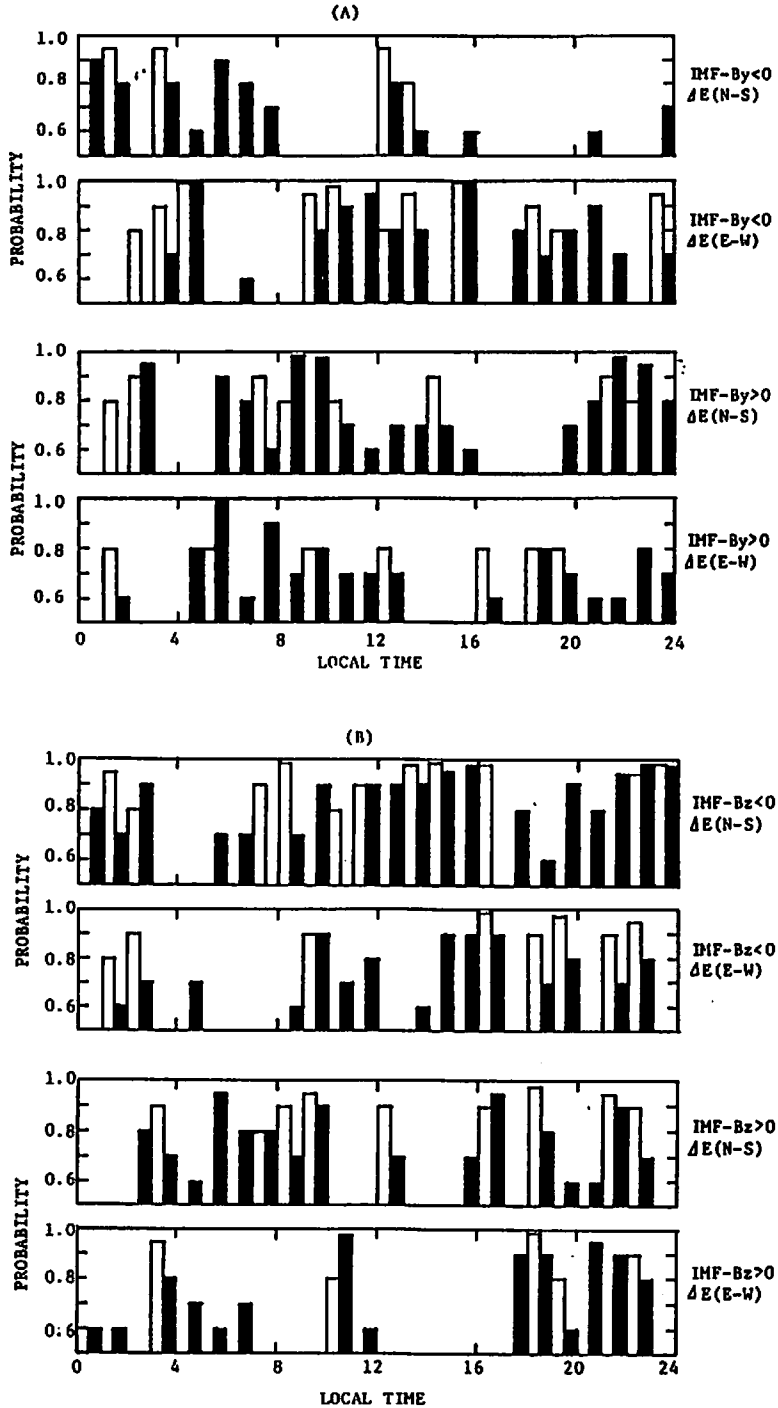 (A)
PROBABILITY
1.0
0.8
0.6
IMF-By<0
ΔE(N-S)
1.0
0.8
0.6
IMF-By<0
ΔE(E-W)
PROBABILITY
1.0
0.8
0.6
IMF-By>0
ΔE(N-S)
1.0
0.8
0.6
IMF-By>0
ΔE(E-W)
0 4 8 12 16 20 24
LOCAL TIME
(B)
PROBABILITY
1.0
0.8
0.6
IMF-Bz<0
ΔE(N-S)
1.0
0.8
0.6
IMF-Bz<0
ΔE(E-W)
PROBABILITY
1.0
0.8
0.6
IMF-Bz>0
ΔE(N-S)
1.0
0.8
0.6
IMF-Bz>0
ΔE(E-W)
0 4 8 12 16 20 24
LOCAL TIME